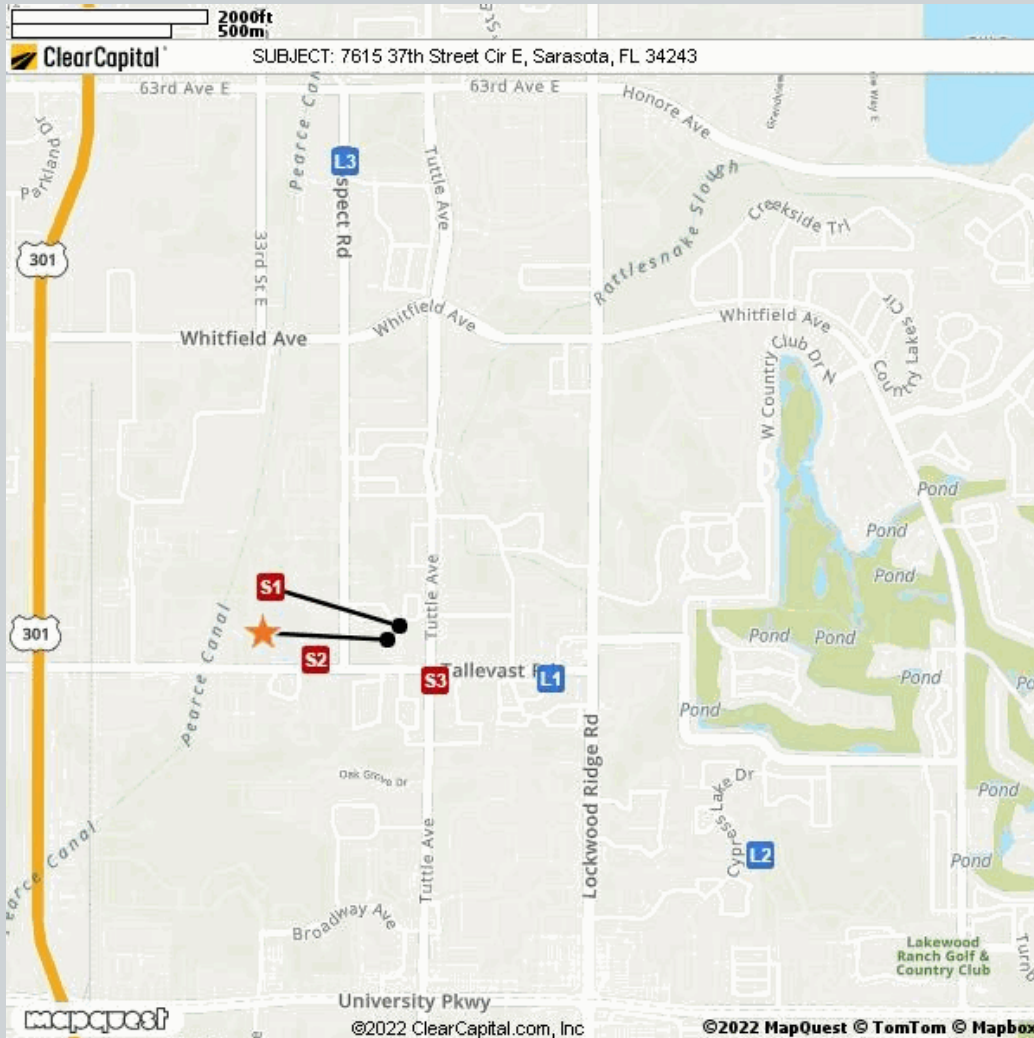 2000ft
500m
ClearCapital
SUBJECT: 7615 37th Street Cir E, Sarasota, FL 34243
63rd Ave E
63rd Ave E
Honore Ave
Parkland Dr
Pearce Canal
L3
spect Rd
Tuttle Ave
Rattlesnake Slough
Creekside Trl
301
33rd St E
Whitfield Ave
Whitfield Ave
Whitfield Ave
Country Lakes Cir
W Country Club Dr N
Pond
Pond
Pond
S1
Tuttle Ave
301
Pond
Pond
S2
Tallevast
S3
L1
Pond
Pond
Pearce Canal
Oak Grove Dr
Lockwood Ridge Rd
Cypress Lake Dr
Pond
Tuttle Ave
L2
Pond
Pearce Canal
Broadway Ave
Lakewood
Ranch Golf &
Country Club
University Pkwy
mapquest
©2022 ClearCapital.com, Inc
©2022 MapQuest © TomTom © Mapbox